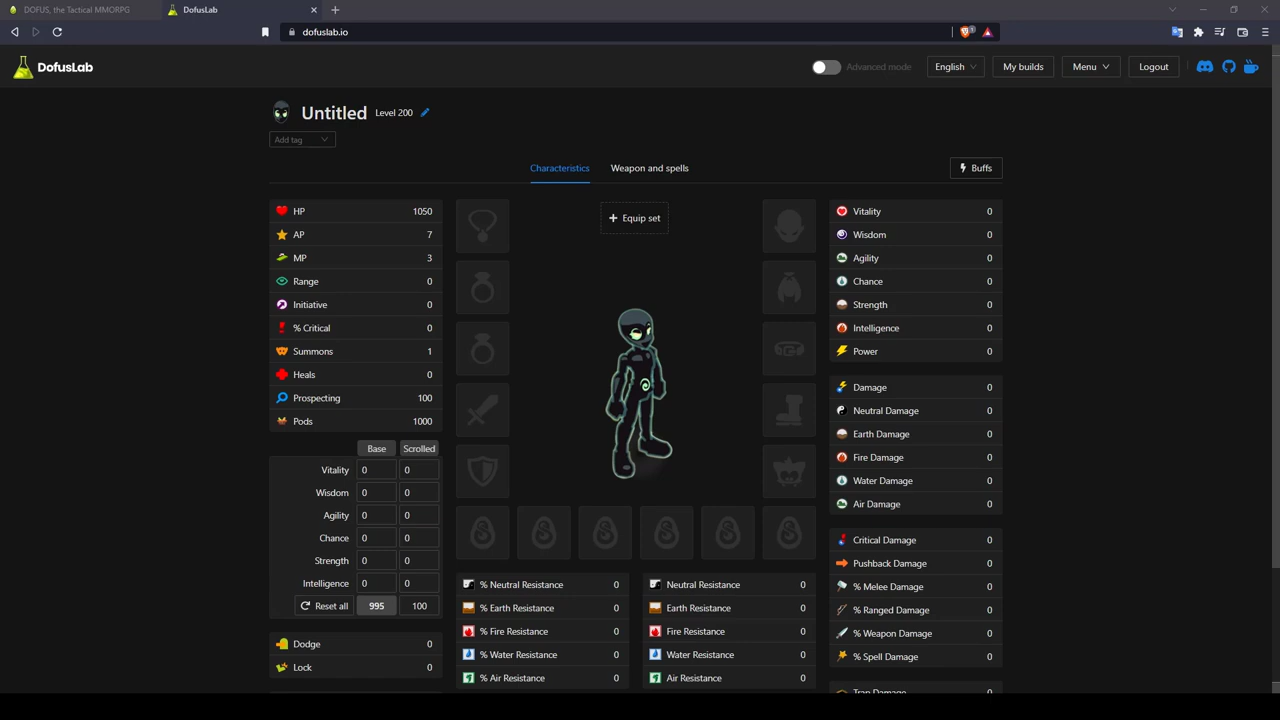 DOFUS, the Tactical MMORPG
DofusLab
dofuslab.io
DofusLab
Advanced mode
English
My builds
Menu
Logout
Untitled Level 200
Add tag
Characteristics
Weapon and spells
Buffs
HP 1050
AP 7
MP 3
Range 0
Initiative 0
% Critical 0
Summons 1
Heals 0
Prospecting 100
Pods 1000
Base Scrolled
Vitality 0 0
Wisdom 0 0
Agility 0 0
Chance 0 0
Strength 0 0
Intelligence 0 0
Reset all 995 100
Dodge 0
Lock 0
Equip set
% Neutral Resistance 0
% Earth Resistance 0
% Fire Resistance 0
% Water Resistance 0
% Air Resistance 0
Neutral Resistance 0
Earth Resistance 0
Fire Resistance 0
Water Resistance 0
Air Resistance 0
Vitality 0
Wisdom 0
Agility 0
Chance 0
Strength 0
Intelligence 0
Power 0
Damage 0
Neutral Damage 0
Earth Damage 0
Fire Damage 0
Water Damage 0
Air Damage 0
Critical Damage 0
Pushback Damage 0
% Melee Damage 0
% Ranged Damage 0
% Weapon Damage 0
% Spell Damage 0
Trap Damage 0